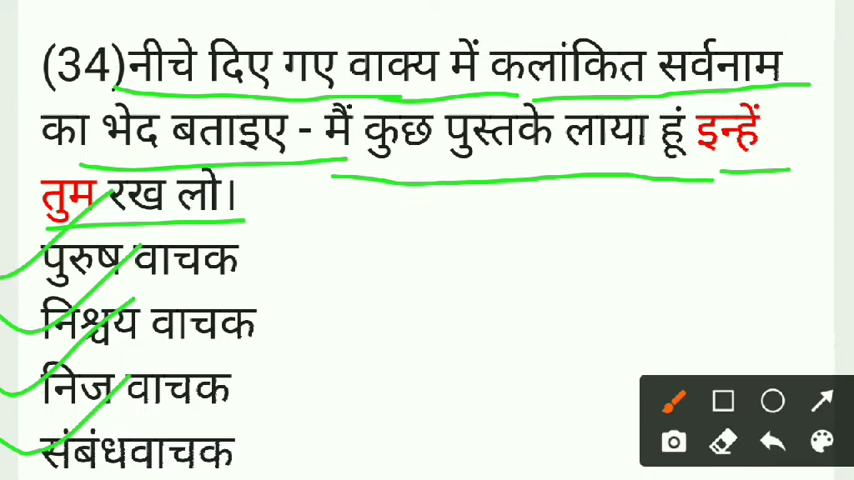 (34)नीचे दिए गए वाक्य में कलांकित सर्वनाम
का भेद बताइए - मैं कुछ पुस्तके लाया हूं इन्हें
तुम रख लो।
पुरुष वाचक
निश्चय वाचक
निज वाचक
संबंधवाचक